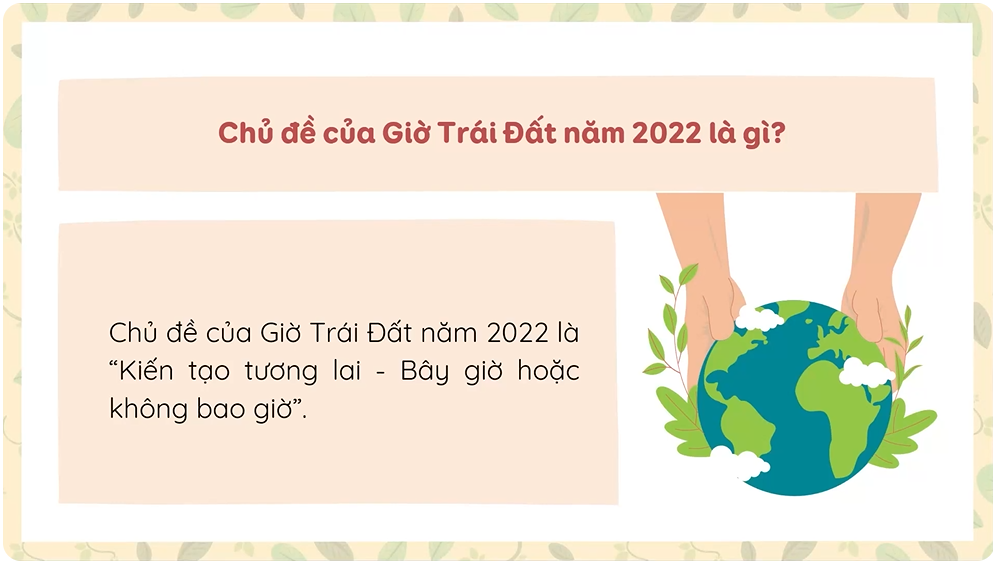 Chủ đề của Giờ Trái Đất năm 2022 là gì?
Chủ đề của Giờ Trái Đất năm 2022 là
“Kiến tạo tương lai - Bây giờ hoặc
không bao giờ”.